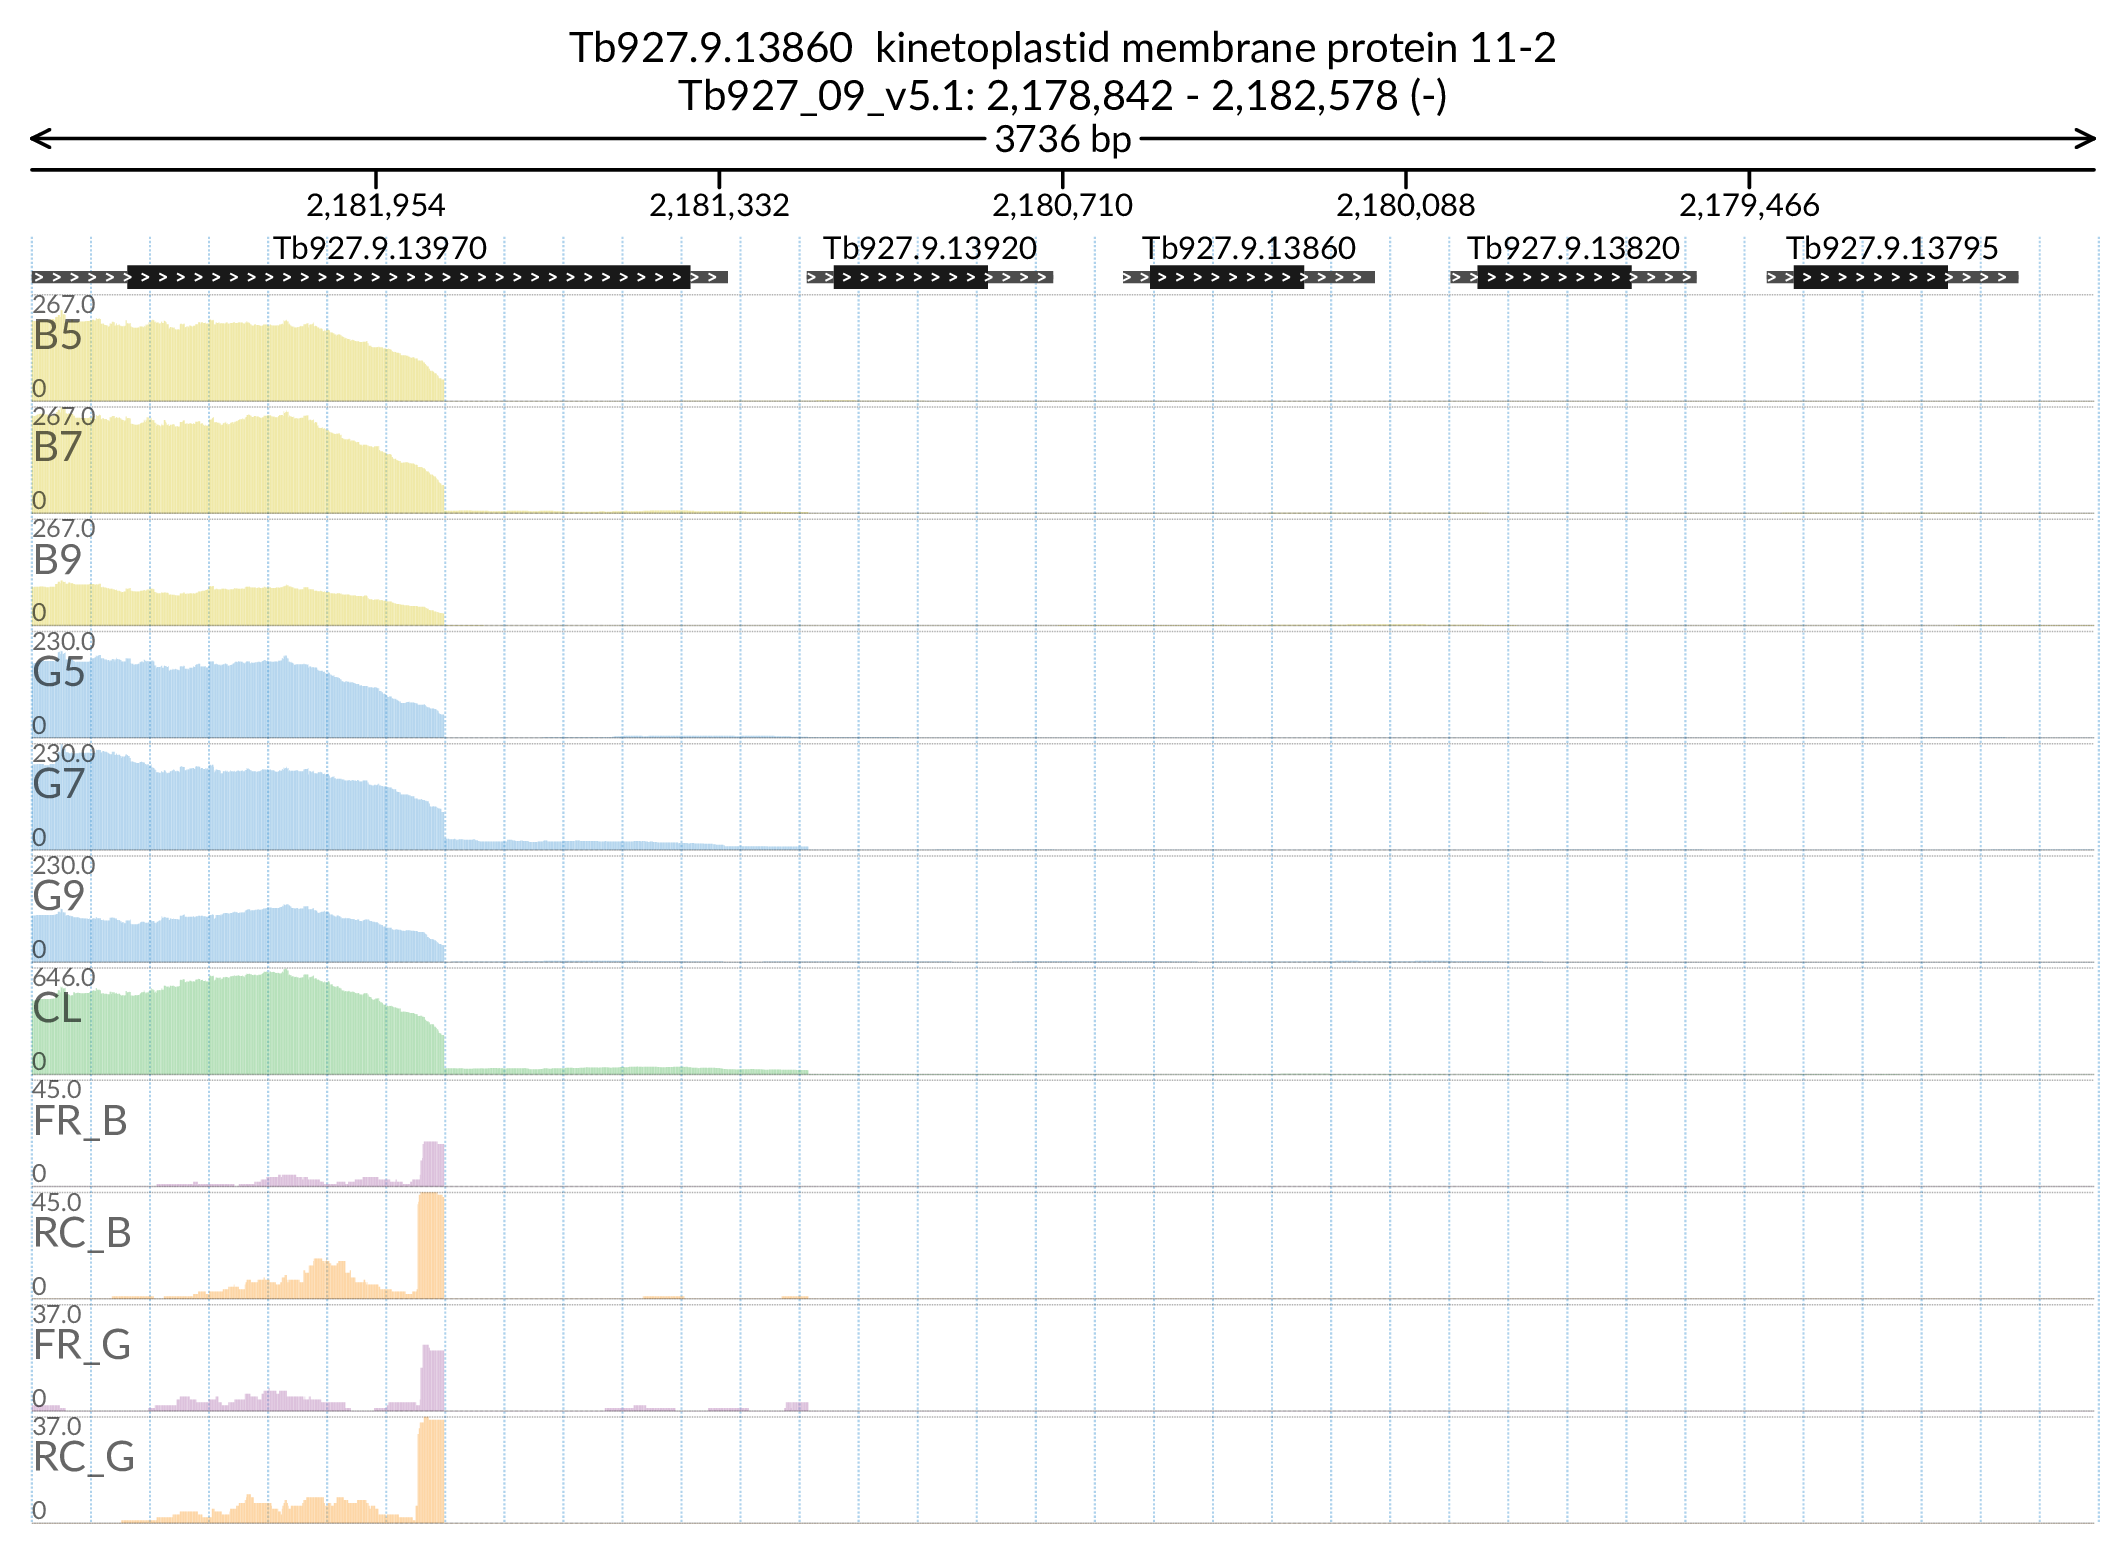 Tb927.9.13860  kinetoplastid membrane protein 11-2
Tb927_09_v5.1: 2,178,842 - 2,182,578 (-)
3736 bp
2,181,954 2,181,332 2,180,710 2,180,088 2,179,466
Tb927.9.13970 Tb927.9.13920 Tb927.9.13860 Tb927.9.13820 Tb927.9.13795
267.0
B5
0
267.0
B7
0
267.0
B9
0
230.0
G5
0
230.0
G7
0
230.0
G9
0
646.0
CL
0
45.0
FR_B
0
45.0
RC_B
0
37.0
FR_G
0
37.0
RC_G
0